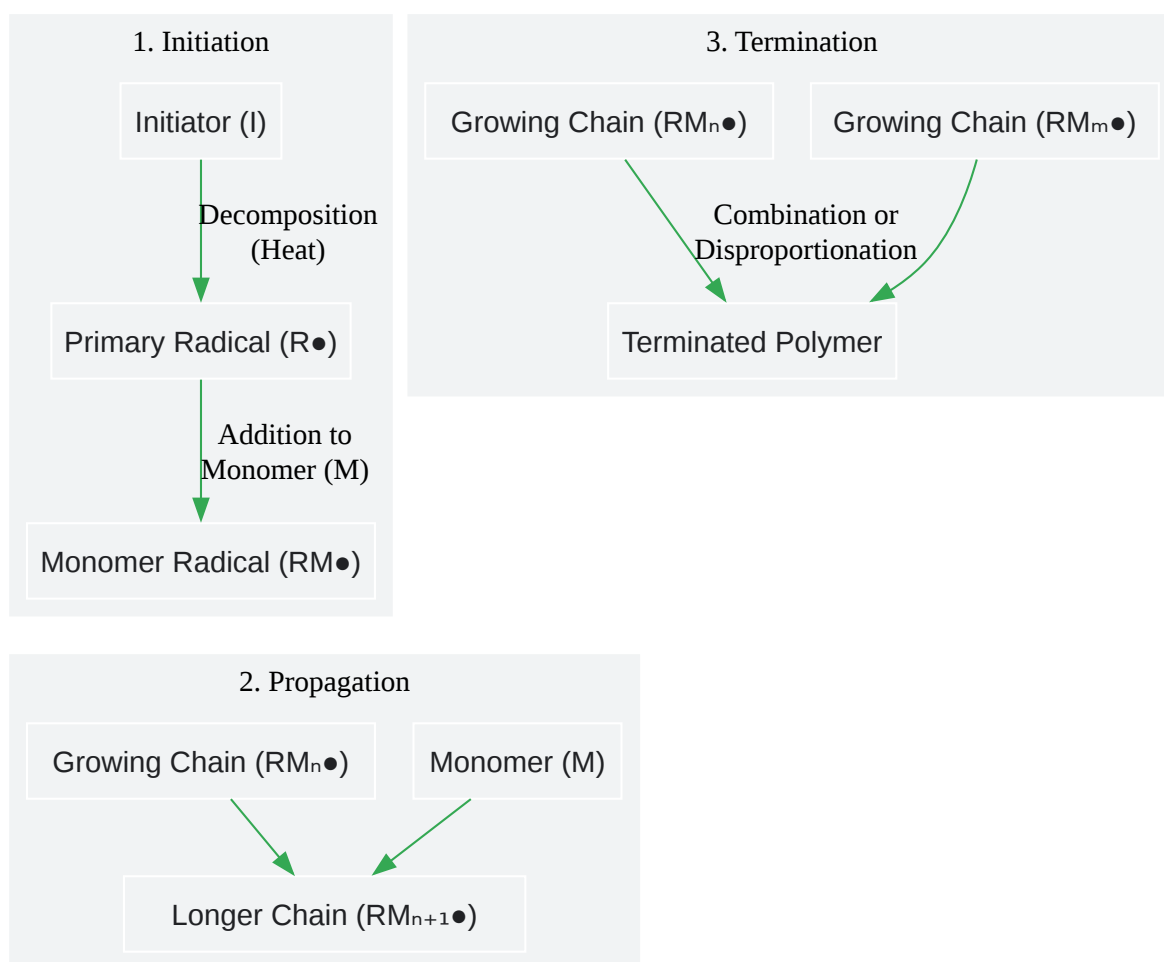 1. Initiation
Initiator (I)
Decomposition
(Heat)
Primary Radical (R●)
Addition to
Monomer (M)
Monomer Radical (RM●)
3. Termination
Growing Chain (RMₙ●)
Growing Chain (RMₘ●)
Combination or
Disproportionation
Terminated Polymer
2. Propagation
Growing Chain (RMₙ●)
Monomer (M)
Longer Chain (RMₙ₊₁●)